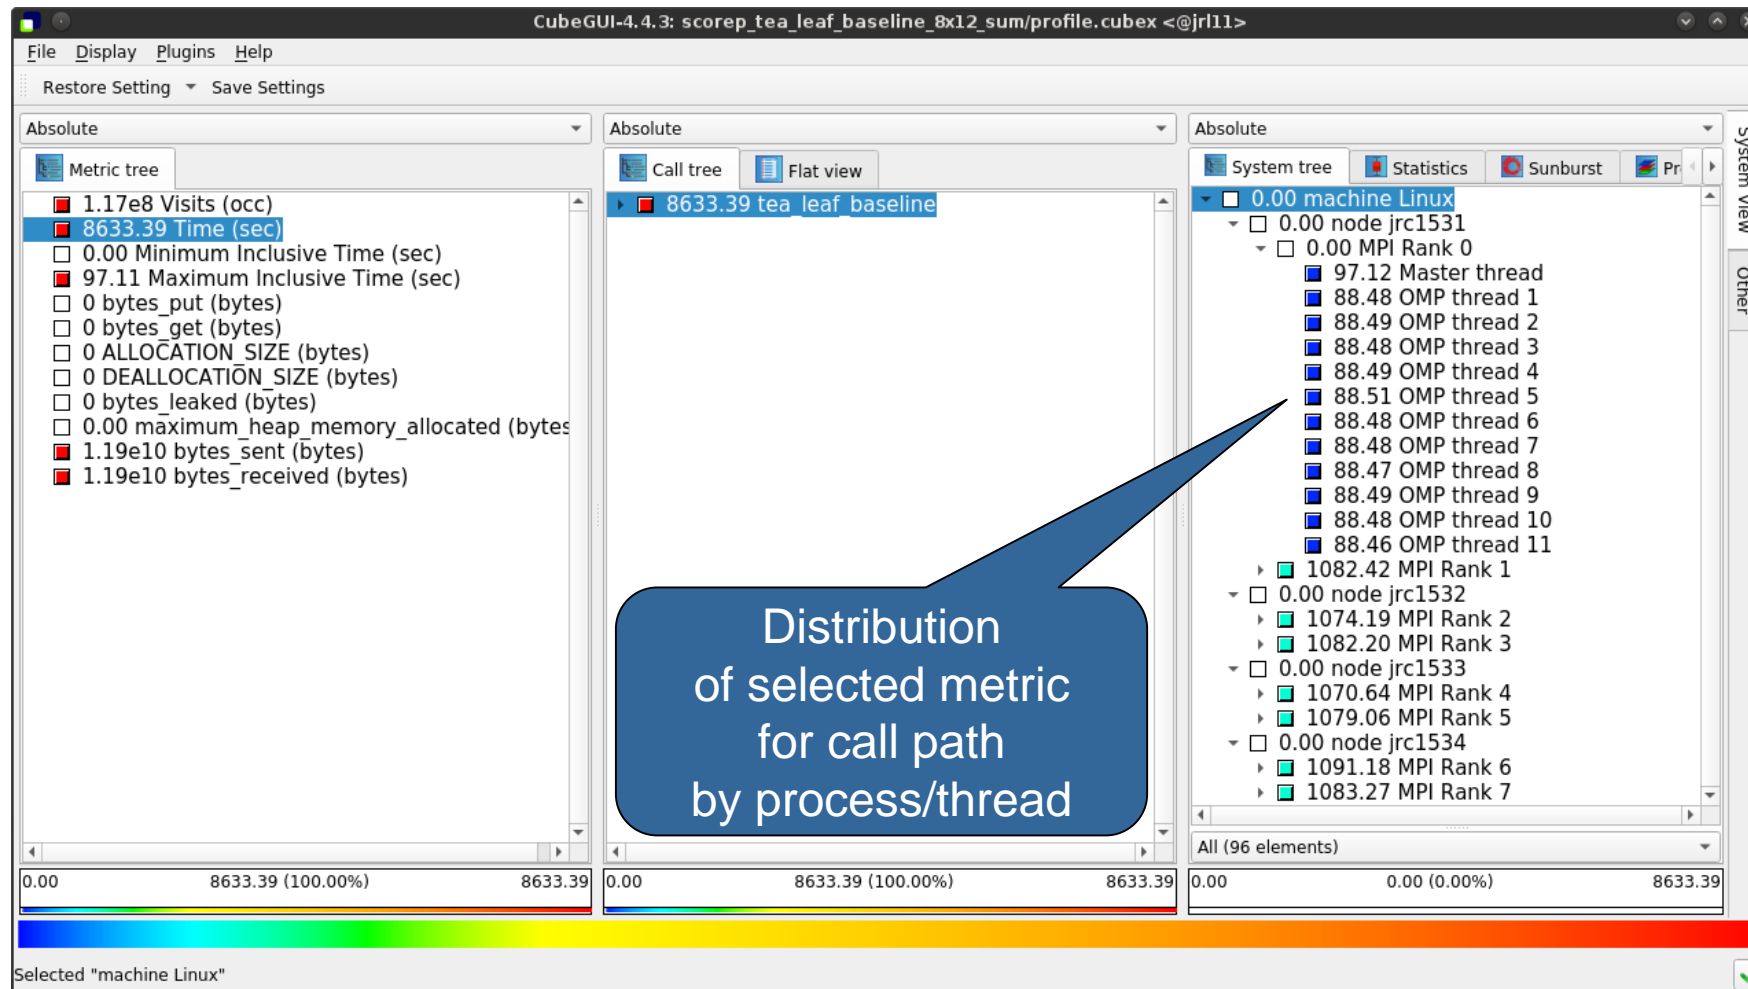 CubeGUI-4.4.3: scorep_tea_leaf_baseline_8x12_sum/profile.cubex <@jrl11>
File Display Plugins Help
Restore Setting Save Settings
Absolute
Metric tree
1.17e8 Visits (occ)
8633.39 Time (sec)
0.00 Minimum Inclusive Time (sec)
97.11 Maximum Inclusive Time (sec)
0 bytes_put (bytes)
0 bytes_get (bytes)
0 ALLOCATION_SIZE (bytes)
0 DEALLOCATION_SIZE (bytes)
0 bytes_leaked (bytes)
0.00 maximum_heap_memory_allocated (bytes
1.19e10 bytes_sent (bytes)
1.19e10 bytes_received (bytes)
0.00 8633.39 (100.00%) 8633.39
Absolute
Call tree Flat view
8633.39 tea_leaf_baseline
Distribution
of selected metric
for call path
by process/thread
0.00 8633.39 (100.00%) 8633.39
Absolute
System tree Statistics Sunburst Pr
0.00 machine Linux
0.00 node jrc1531
0.00 MPI Rank 0
97.12 Master thread
88.48 OMP thread 1
88.49 OMP thread 2
88.48 OMP thread 3
88.49 OMP thread 4
88.51 OMP thread 5
88.48 OMP thread 6
88.48 OMP thread 7
88.47 OMP thread 8
88.49 OMP thread 9
88.48 OMP thread 10
88.46 OMP thread 11
1082.42 MPI Rank 1
0.00 node jrc1532
1074.19 MPI Rank 2
1082.20 MPI Rank 3
0.00 node jrc1533
1070.64 MPI Rank 4
1079.06 MPI Rank 5
0.00 node jrc1534
1091.18 MPI Rank 6
1083.27 MPI Rank 7
All (96 elements)
0.00 0.00 (0.00%) 8633.39
System View
Other
Selected "machine Linux"